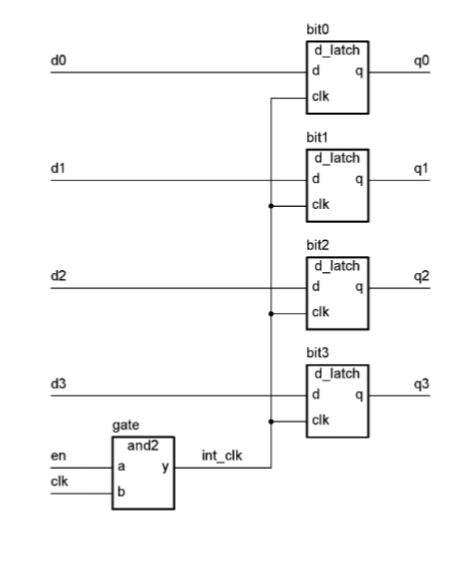 bit0
d_latch
d0
q0
d q
clk
bit1
d_latch
d1
q1
d q
clk
bit2
d_latch
d2
q2
d q
clk
bit3
d_latch
d3
q3
d q
clk
gate
and2
en
int_clk
a y
clk
b